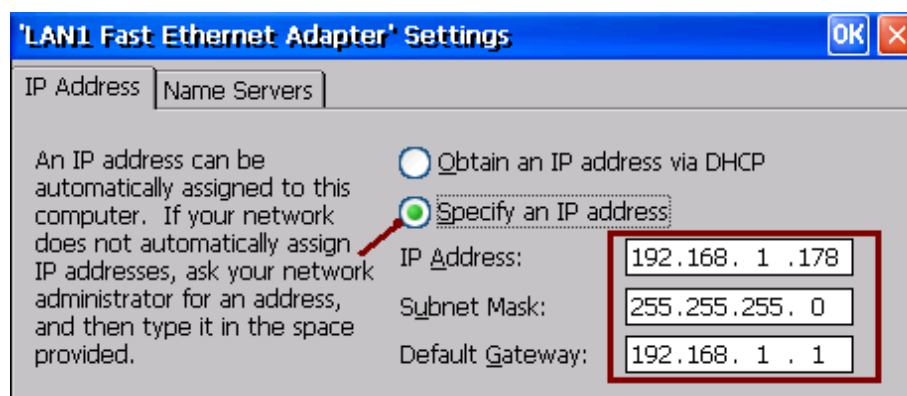 'LAN1 Fast Ethernet Adapter' Settings OK
IP Address Name Servers
An IP address can be
automatically assigned to this
computer. If your network
does not automatically assign
IP addresses, ask your network
administrator for an address,
and then type it in the space
provided.
Obtain an IP address via DHCP
Specify an IP address
IP Address: 192.168. 1 .178
Subnet Mask: 255.255.255. 0
Default Gateway: 192.168. 1 . 1